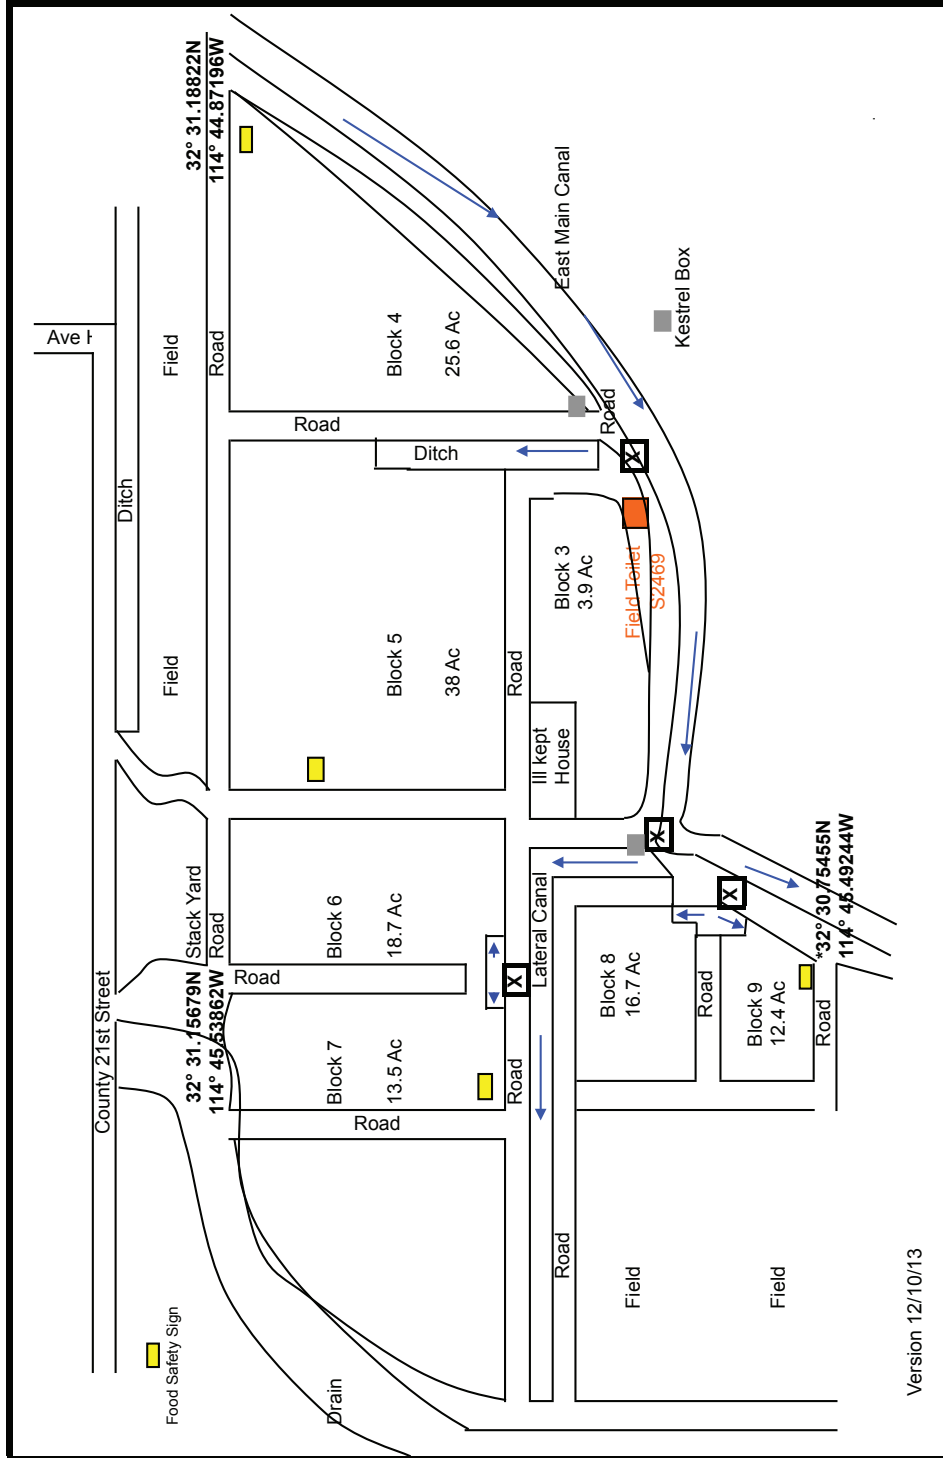 County 21st Street
Ave H
Ditch
Field
Field
Stack Yard
Road
Road
32° 31.18822N
114° 44.87196W
32° 31.15679N
114° 45.53862W
Block 4
25.6 Ac
Road
Ditch
Road
East Main Canal
Kestrel Box
Block 5
38 Ac
Road
Block 3
3.9 Ac
Field Toilet
S2469
Ill kept
House
Block 6
18.7 Ac
Road
Block 7
13.5 Ac
Road
Road
Lateral Canal
Block 8
16.7 Ac
Road
Block 9
12.4 Ac
Road
*32° 30.75455N
114° 45.49244W
X
X
X
X
Road
Field
Field
Drain
Food Safety Sign
Version 12/10/13